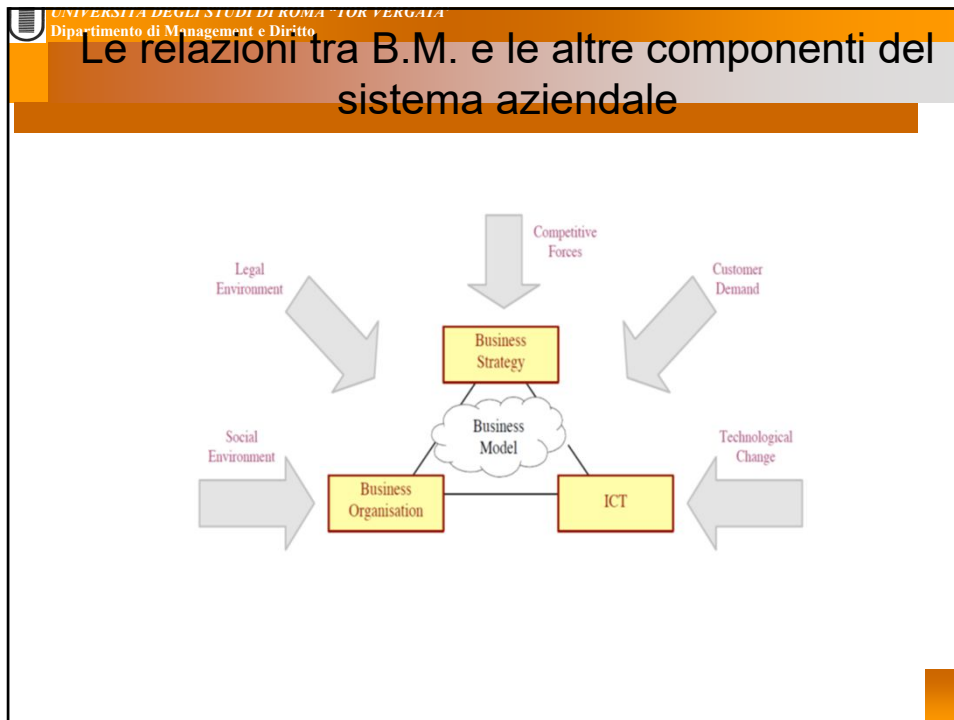 UNIVERSITÀ DEGLI STUDI DI ROMA "TOR VERGATA"
Dipartimento di Management e Diritto
Le relazioni tra B.M. e le altre componenti del
sistema aziendale
Competitive
Forces
Legal
Environment
Customer
Demand
Business
Strategy
Business
Model
Social
Environment
Technological
Change
Business
Organisation
ICT